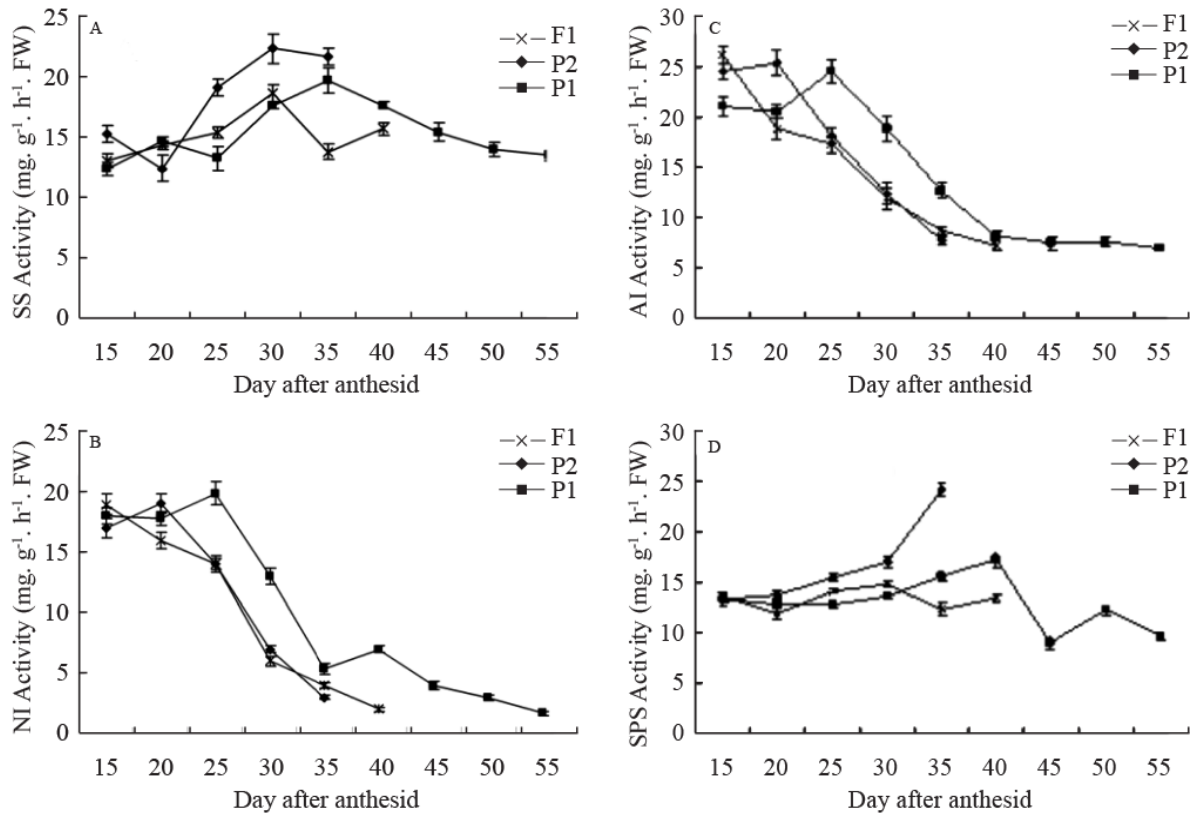 A
25
20
15
10
5
0
SS Activity (mg. g⁻¹. h⁻¹. FW)
F1
P2
P1
15 20 25 30 35 40 45 50 55
Day after anthesid
C
30
25
20
15
10
5
0
AI Activity (mg. g⁻¹. h⁻¹. FW)
F1
P2
P1
15 20 25 30 35 40 45 50 55
Day after anthesid
B
25
20
15
10
5
0
NI Activity (mg. g⁻¹. h⁻¹. FW)
F1
P2
P1
15 20 25 30 35 40 45 50 55
Day after anthesid
D
30
25
20
15
10
5
0
SPS Activity (mg. g⁻¹. h⁻¹. FW)
F1
P2
P1
15 20 25 30 35 40 45 50 55
Day after anthesid